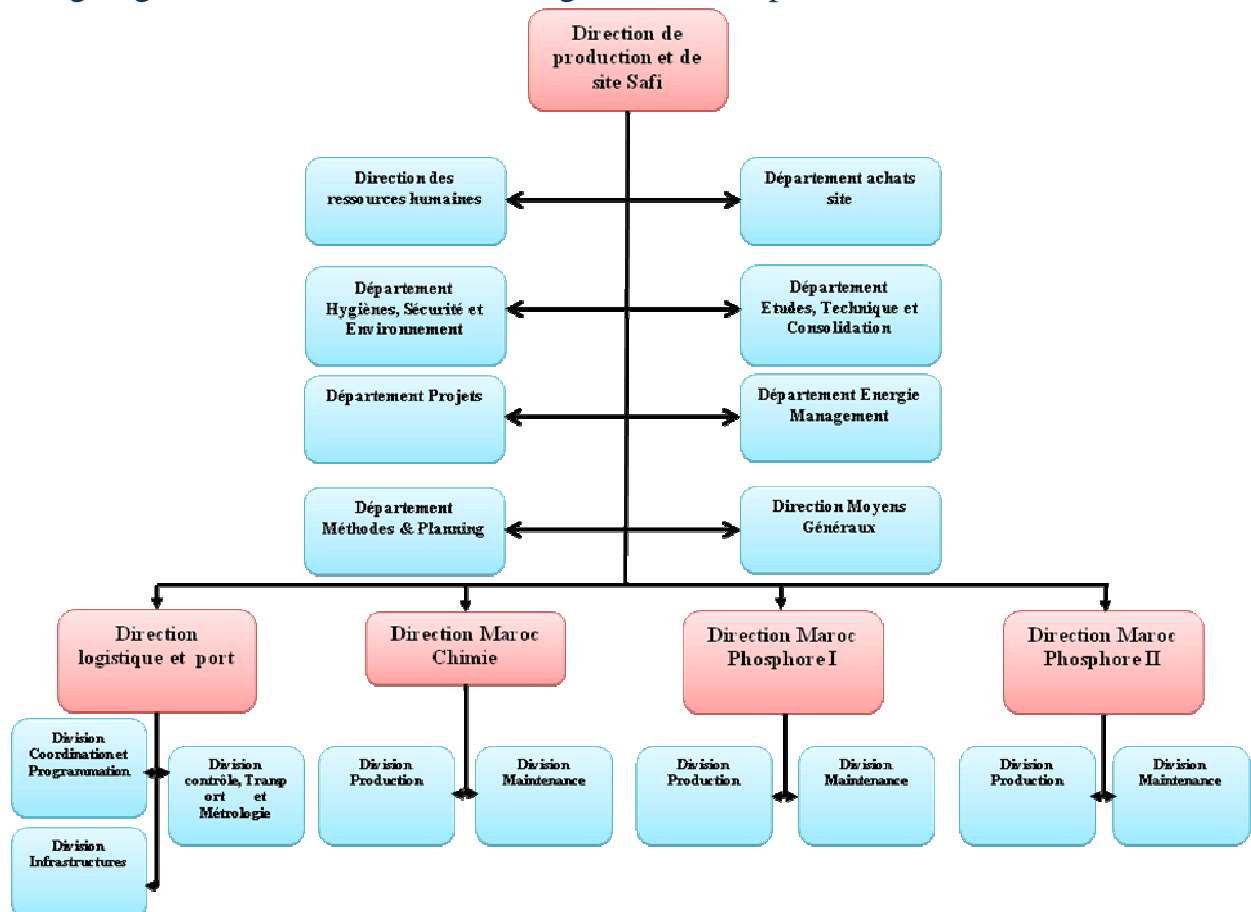 Direction de
production et de
site Safi
Direction des
ressources humaines
Département achats
site
Département
Hygiènes, Sécurité et
Environnement
Département
Etudes, Technique et
Consolidation
Département Projets
Département Energie
Management
Département
Méthodes & Planning
Direction Moyens
Généraux
Direction
logistique et port
Direction Maroc
Chimie
Direction Maroc
Phosphore I
Direction Maroc
Phosphore II
Division
Coordination et
Programmation
Division
contrôle, Tranp
ort et
Métrologie
Division
Infrastructures
Division
Production
Division
Maintenance
Division
Production
Division
Maintenance
Division
Production
Division
Maintenance